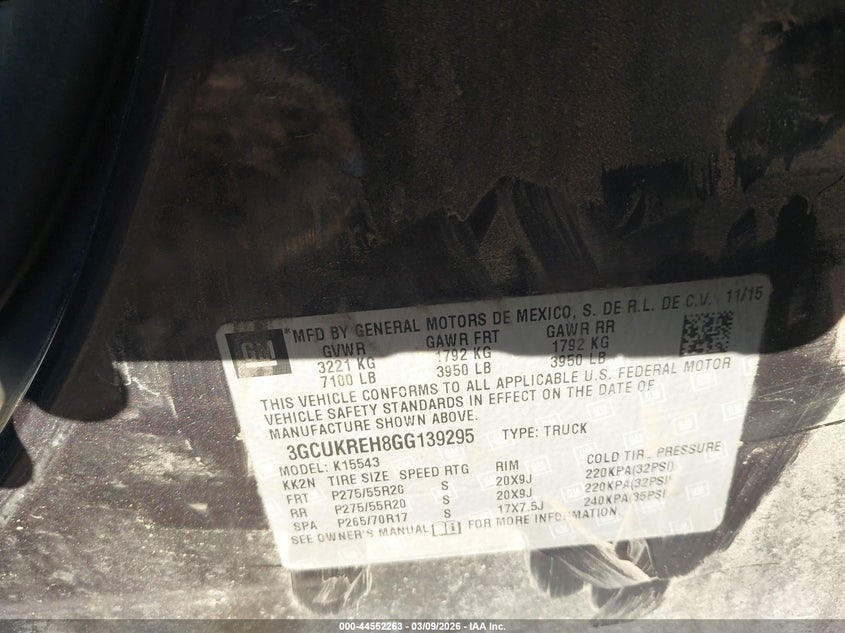 GM *MFD BY GENERAL MOTORS DE MEXICO, S. DE R.L. DE C.V. 11/15
GVWR GAWR FRT GAWR RR
3221 KG 1792 KG 1792 KG
7100 LB 3950 LB 3950 LB
THIS VEHICLE CONFORMS TO ALL APPLICABLE U.S. FEDERAL MOTOR
VEHICLE SAFETY STANDARDS IN EFFECT ON THE DATE OF
MANUFACTURE SHOWN ABOVE.
3GCUKREH8GG139295 TYPE: TRUCK
MODEL: K15543
KK2N TIRE SIZE SPEED RTG RIM COLD TIRE PRESSURE
FRT P275/55R20 S 20X9J 220KPA(32PSI)
RR P275/55R20 S 20X9J 220KPA(32PSI)
SPA P265/70R17 S 17X7.5J 240KPA(35PSI)
SEE OWNER'S MANUAL FOR MORE INFORMATION.
000-44552263 - 03/09/2026 - IAA Inc.